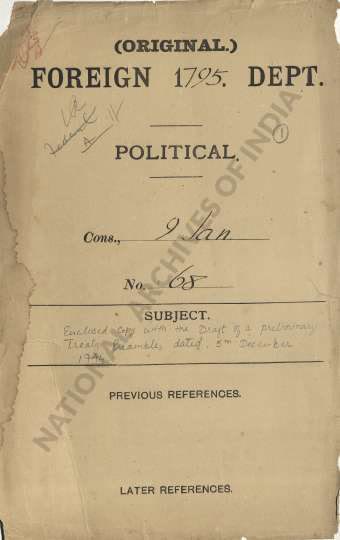 (ORIGINAL.)
FOREIGN 1795. DEPT.
A
1
POLITICAL.
Cons., 9 Jan
No. 68
SUBJECT.
Enclosed Copy with the Draft of a preliminary
Treaty Preamble, dated, 5th December
1794
PREVIOUS REFERENCES.
LATER REFERENCES.
NATIONAL ARCHIVES OF INDIA